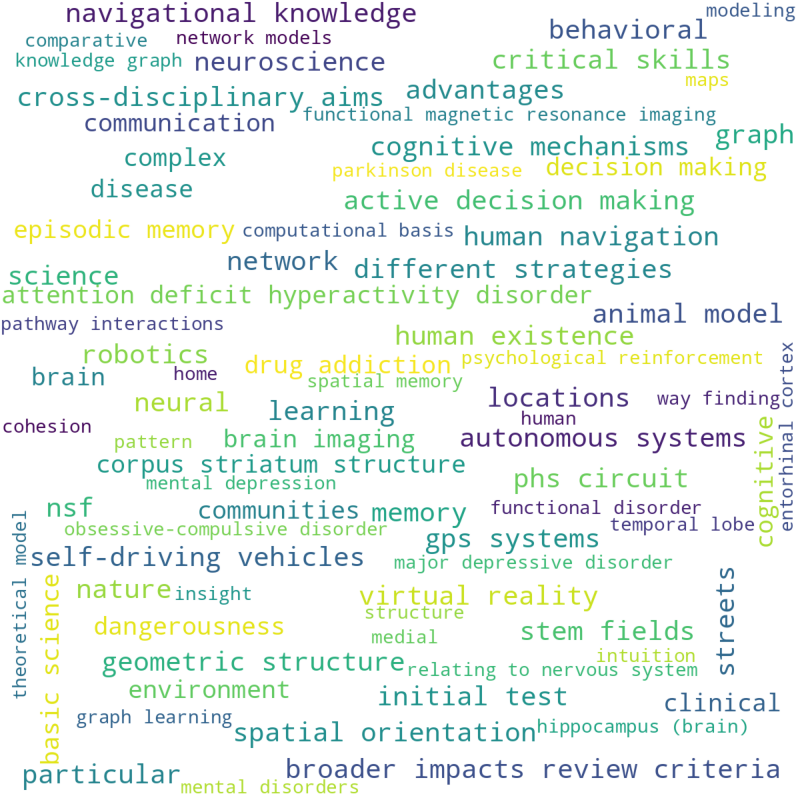 navigational knowledge
modeling
comparative
network models
behavioral
knowledge graph
neuroscience
critical skills
maps
cross-disciplinary aims
advantages
communication
functional magnetic resonance imaging
graph
complex
cognitive mechanisms
parkinson disease
decision making
disease
active decision making
episodic memory
computational basis
human navigation
network
different strategies
science
attention deficit hyperactivity disorder
animal model
pathway interactions
human existence
robotics
drug addiction
psychological reinforcement
brain
home
spatial memory
entorhinal cortex
neural
learning
locations
way finding
human
cohesion
pattern
brain imaging
autonomous systems
cognitive
corpus striatum structure
mental depression
phs circuit
nsf
communities
memory
functional disorder
temporal lobe
obsessive-compulsive disorder
gps systems
theoretical model
self-driving vehicles
major depressive disorder
nature
insight
virtual reality
streets
basic science
structure
dangerousness
medial
stem fields
intuition
geometric structure
relating to nervous system
environment
initial test
clinical
graph learning
spatial orientation
hippocampus (brain)
particular
broader impacts review criteria
mental disorders